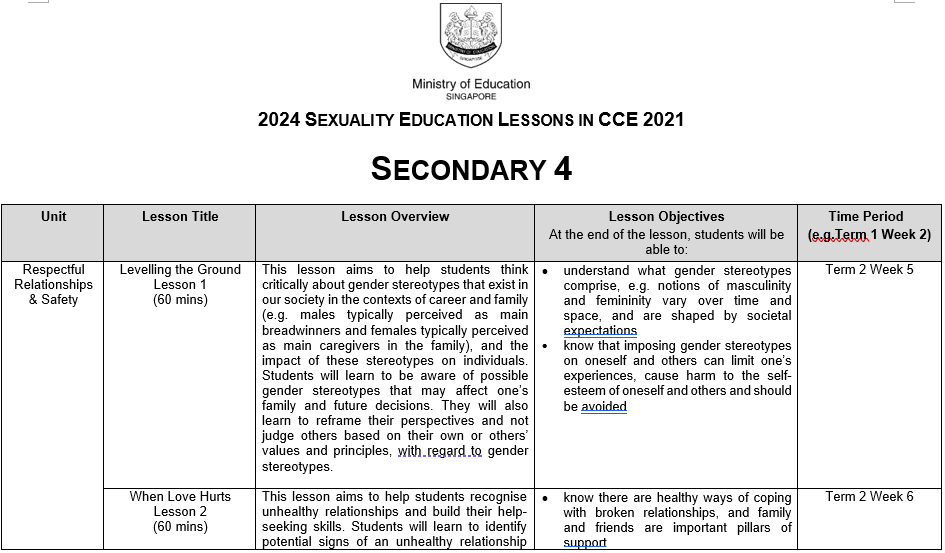 Ministry of Education
SINGAPORE
2024 SEXUALITY EDUCATION LESSONS IN CCE 2021
SECONDARY 4
Unit
Lesson Title
Lesson Overview
Lesson Objectives
At the end of the lesson, students will be
able to:
Time Period
(e.g.Term 1 Week 2)
Respectful
Relationships
& Safety
Levelling the Ground
Lesson 1
(60 mins)
This lesson aims to help students think
critically about gender stereotypes that exist in
our society in the contexts of career and family
(e.g. males typically perceived as main
breadwinners and females typically perceived
as main caregivers in the family), and the
impact of these stereotypes on individuals.
Students will learn to be aware of possible
gender stereotypes that may affect one’s
family and future decisions. They will also
learn to reframe their perspectives and not
judge others based on their own or others’
values and principles, with regard to gender
stereotypes.
• understand what gender stereotypes
comprise, e.g. notions of masculinity
and femininity vary over time and
space, and are shaped by societal
expectations
• know that imposing gender stereotypes
on oneself and others can limit one’s
experiences, cause harm to the self-
esteem of oneself and others and should
be avoided
Term 2 Week 5
When Love Hurts
Lesson 2
(60 mins)
This lesson aims to help students recognise
unhealthy relationships and build their help-
seeking skills. Students will learn to identify
potential signs of an unhealthy relationship
• know there are healthy ways of coping
with broken relationships, and family
and friends are important pillars of
support
Term 2 Week 6